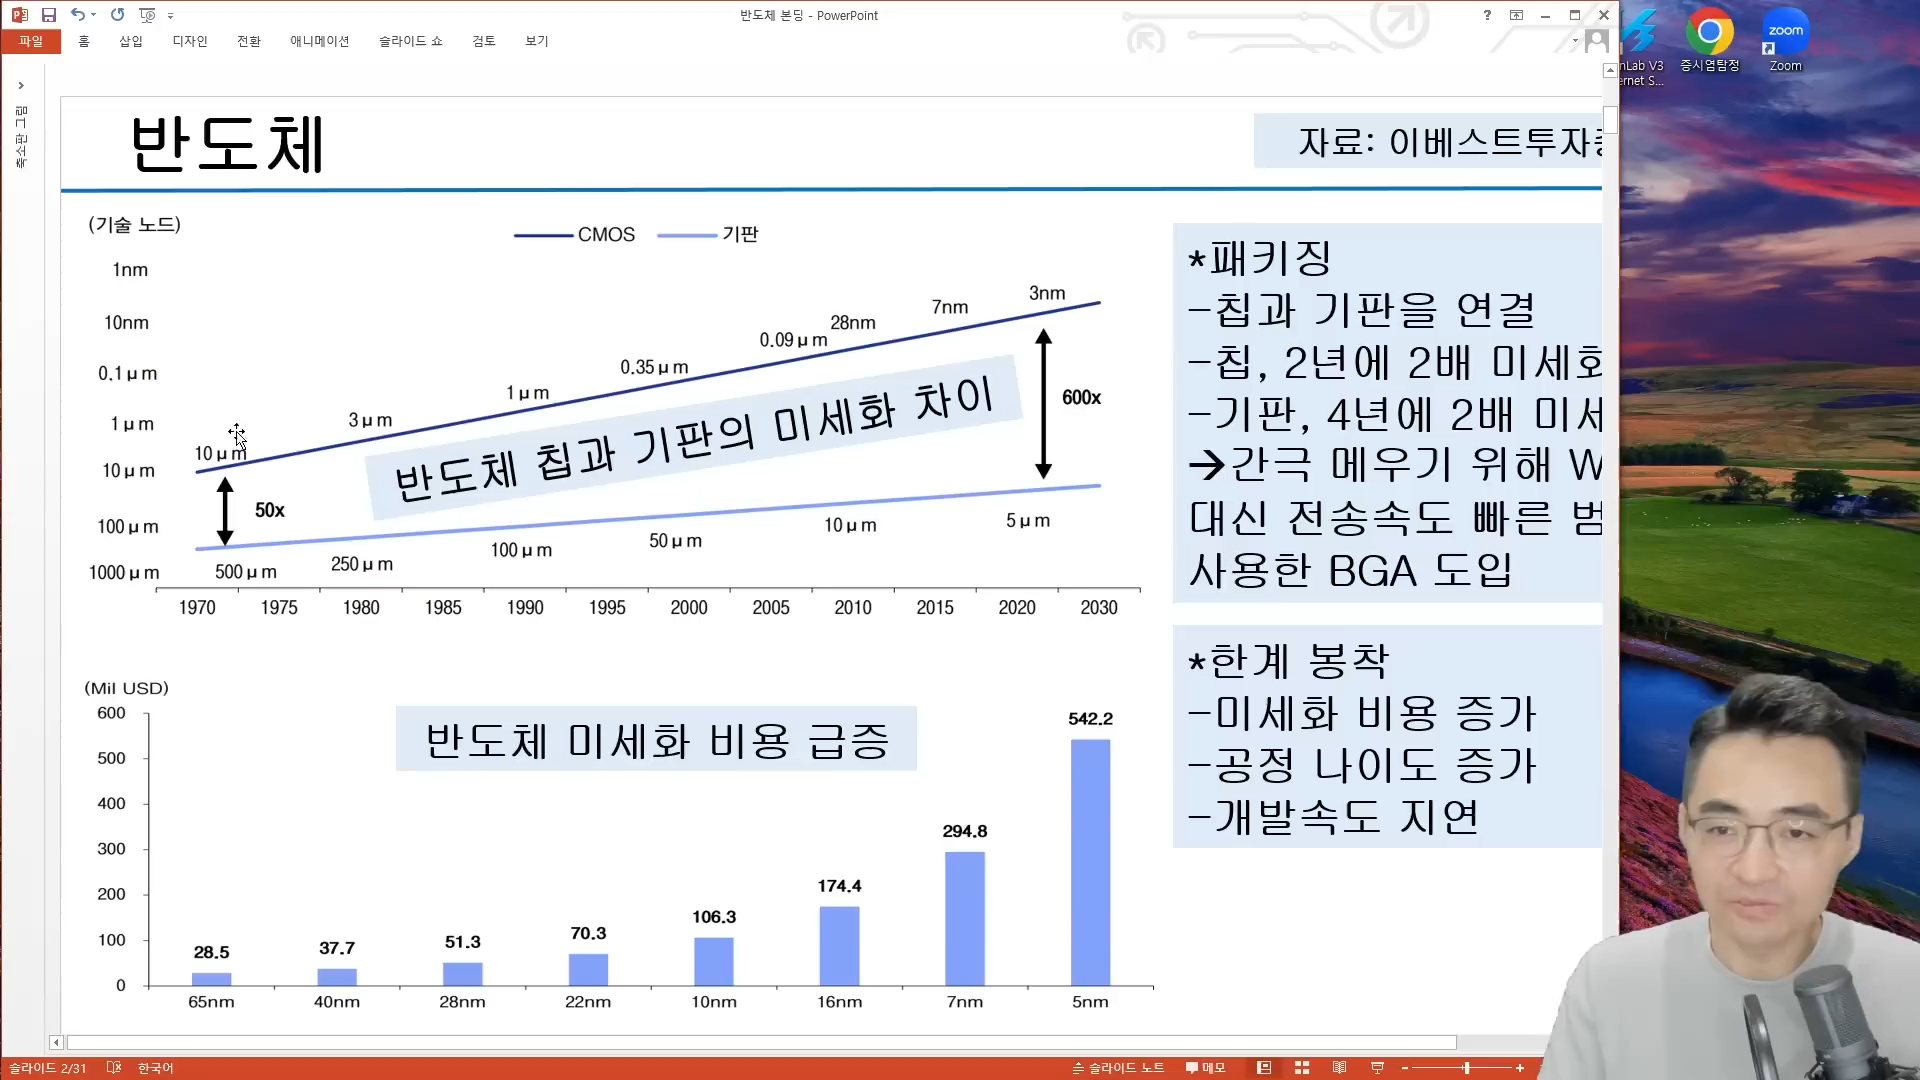 반도체 본딩 - PowerPoint
?
파일 홈 삽입 디자인 전환 애니메이션 슬라이드 쇼 검토 보기
nLab V3
ernet S...
증시염탐정
zoom
Zoom
축소판 그림
반도체
자료: 이베스트투자
(기술 노드)
CMOS 기판
1nm
10nm
0.1μm
1μm
10μm
100μm
1000μm
10μm 3μm 1μm 0.35μm 0.09μm 28nm 7nm 3nm
반도체 칩과 기판의 미세화 차이
50x
600x
500μm 250μm 100μm 50μm 10μm 5μm
1970 1975 1980 1985 1990 1995 2000 2005 2010 2015 2020 2030
*패키징
-칩과 기판을 연결
-칩, 2년에 2배 미세화
-기판, 4년에 2배 미세
→간극 메우기 위해 W
대신 전송속도 빠른 범
사용한 BGA 도입
(Mil USD)
600
500
400
300
200
100
0
반도체 미세화 비용 급증
28.5 37.7 51.3 70.3 106.3 174.4 294.8 542.2
65nm 40nm 28nm 22nm 10nm 16nm 7nm 5nm
*한계 봉착
-미세화 비용 증가
-공정 나이도 증가
-개발속도 지연
슬라이드 2/31 한국어 슬라이드 노트 메모